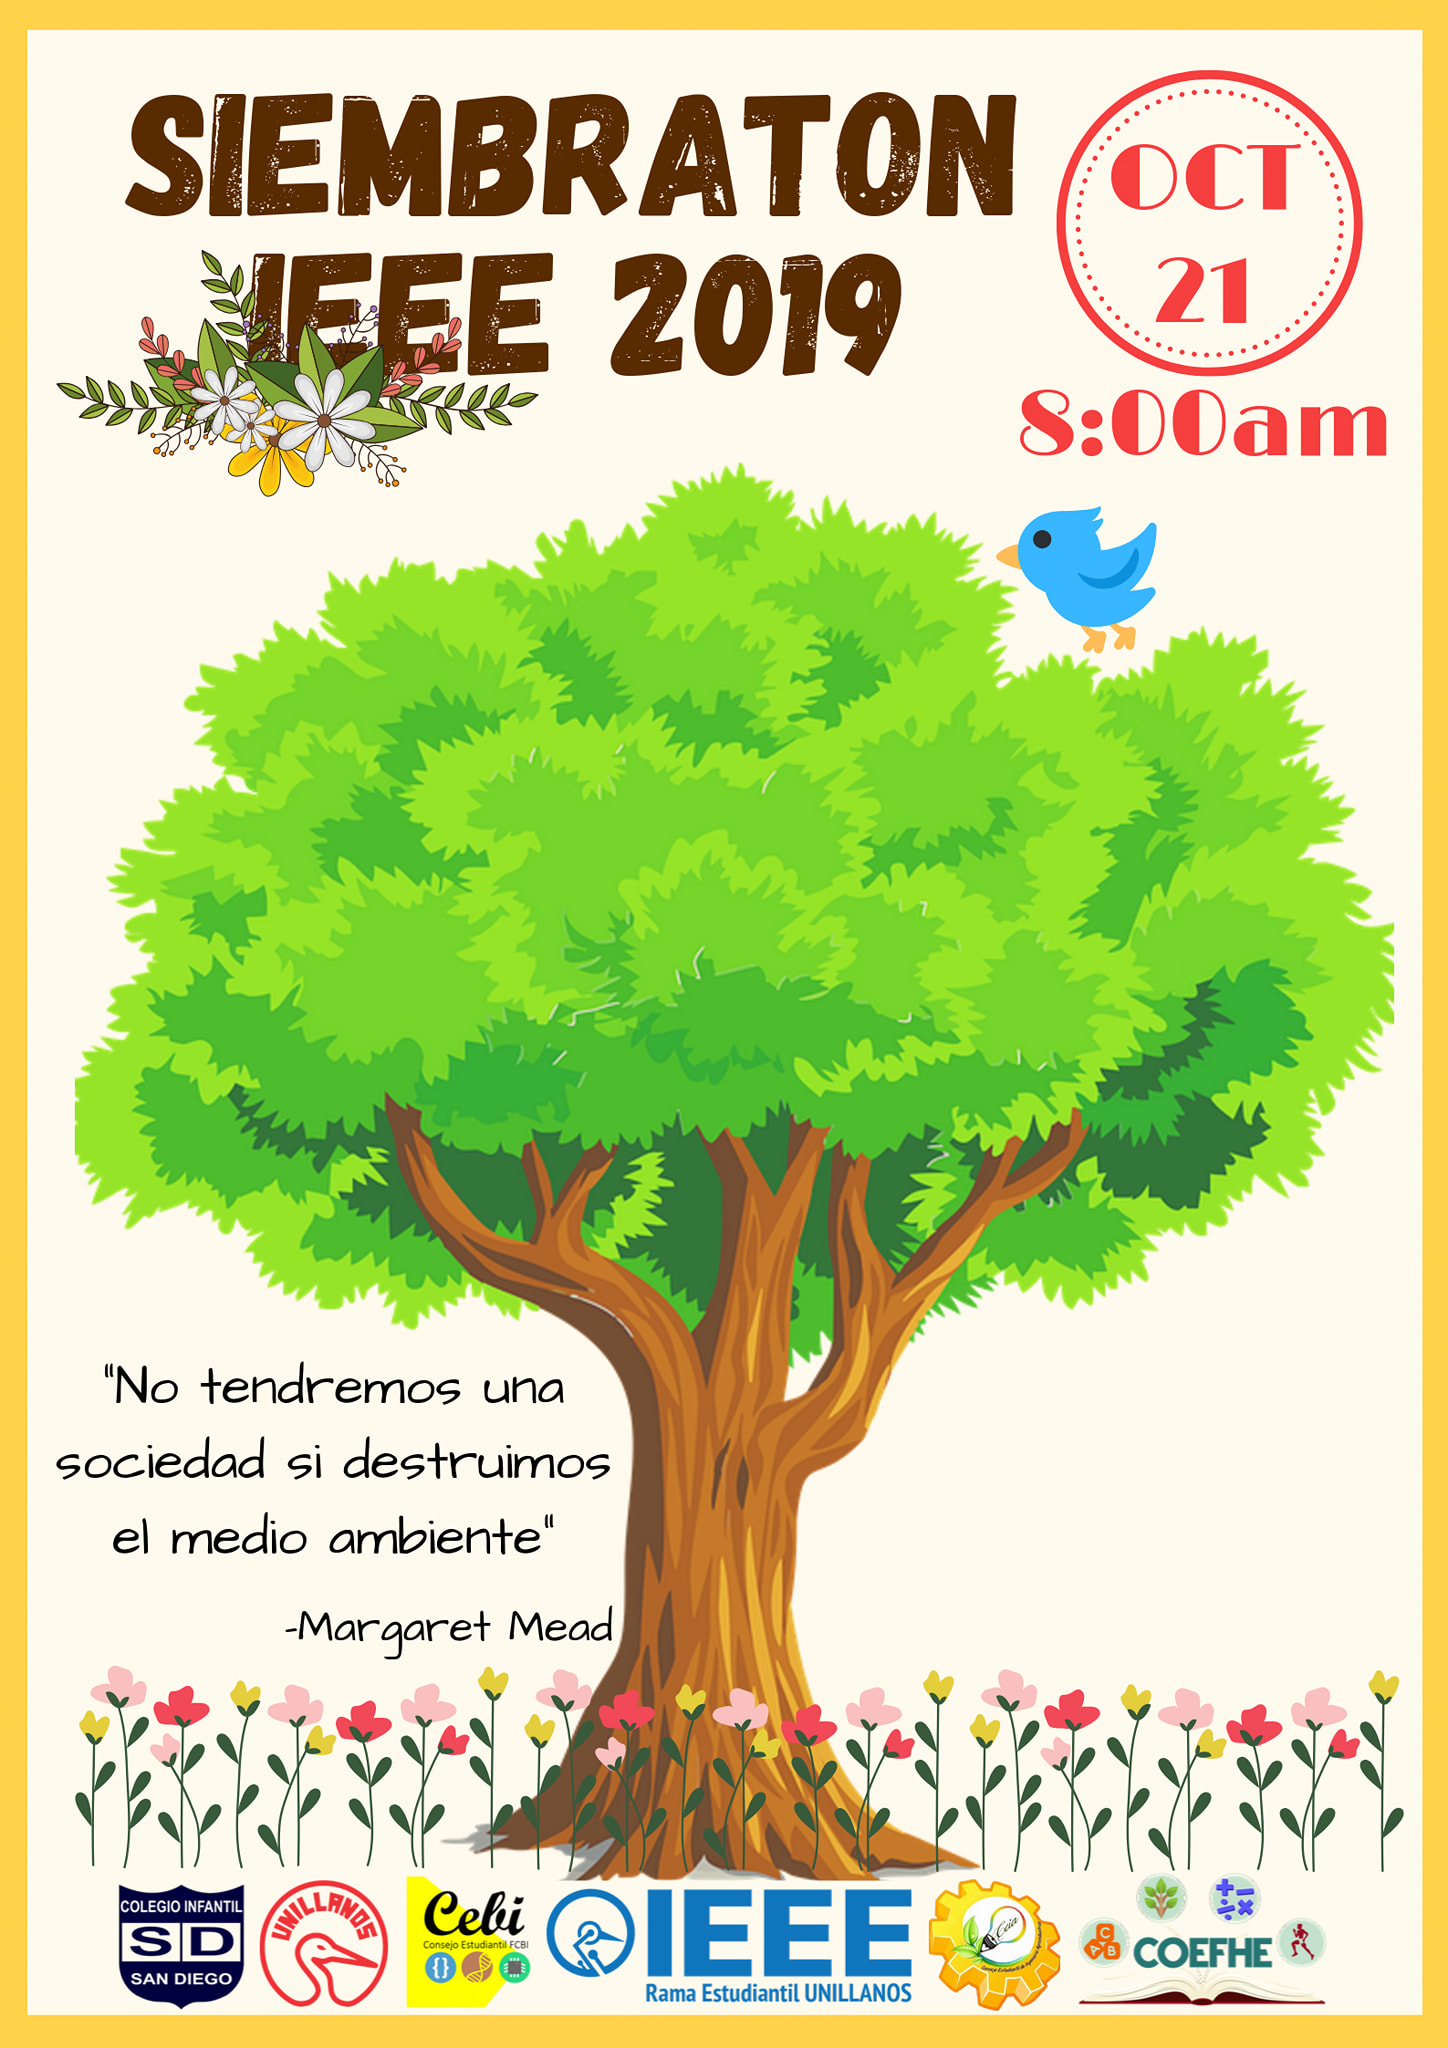 SIEMBRATON
IEEE 2019
OCT
21
8:00am
"No tendremos una
sociedad si destruimos
el medio ambiente"
-Margaret Mead
COLEGIO INFANTIL
SD
SAN DIEGO
UNILLANOS
Cebi
Consejo Estudiantil FCBI
{}
IEEE
Rama Estudiantil UNILLANOS
Ceia
C
A B
COEFHE